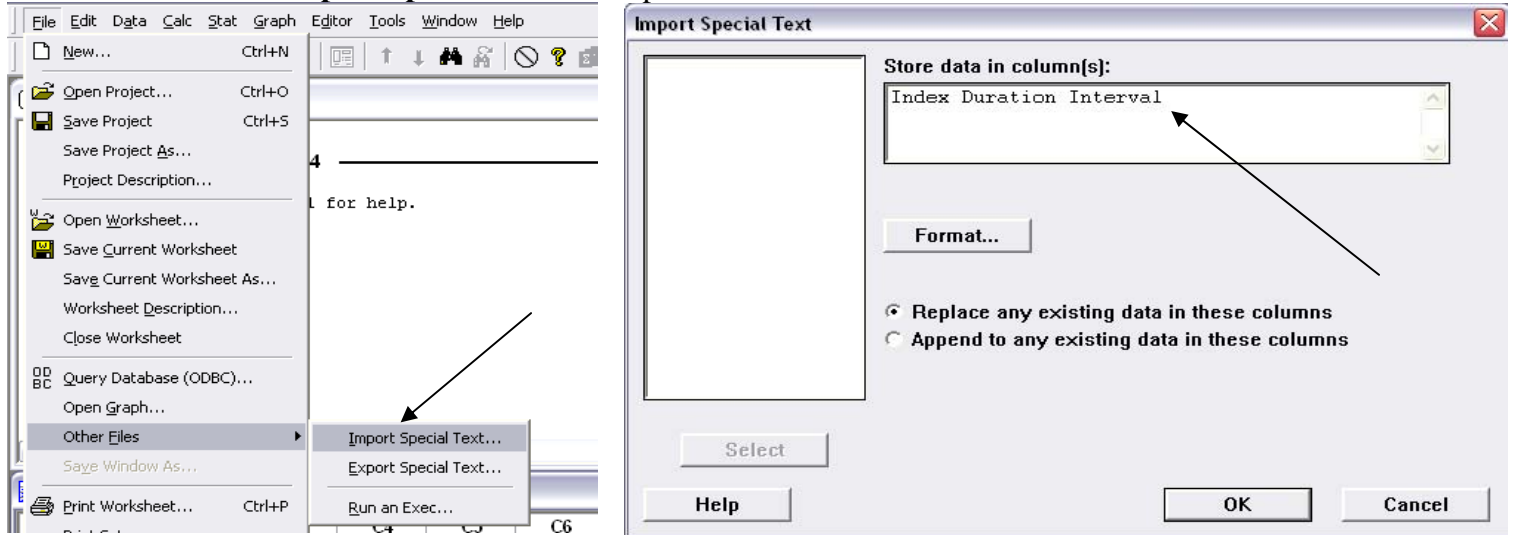 File Edit Data Calc Stat Graph Editor Tools Window Help
New... Ctrl+N
Open Project... Ctrl+O
Save Project Ctrl+S
Save Project As...
4
Project Description...
for help.
Open Worksheet...
Save Current Worksheet
Save Current Worksheet As...
Worksheet Description...
Close Worksheet
Query Database (ODBC)...
Open Graph...
Other Files
Import Special Text...
Save Window As...
Export Special Text...
Print Worksheet... Ctrl+P
Run an Exec...
C4 C5 C6
Import Special Text
Store data in column(s):
Index Duration Interval
Format...
Replace any existing data in these columns
Append to any existing data in these columns
Select
Help OK Cancel